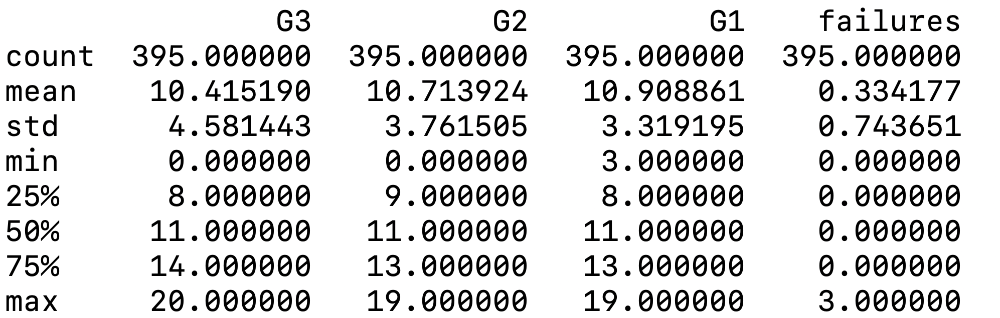 G3 G2 G1 failures
count 395.000000 395.000000 395.000000 395.000000
mean 10.415190 10.713924 10.908861 0.334177
std 4.581443 3.761505 3.319195 0.743651
min 0.000000 0.000000 3.000000 0.000000
25% 8.000000 9.000000 8.000000 0.000000
50% 11.000000 11.000000 11.000000 0.000000
75% 14.000000 13.000000 13.000000 0.000000
max 20.000000 19.000000 19.000000 3.000000